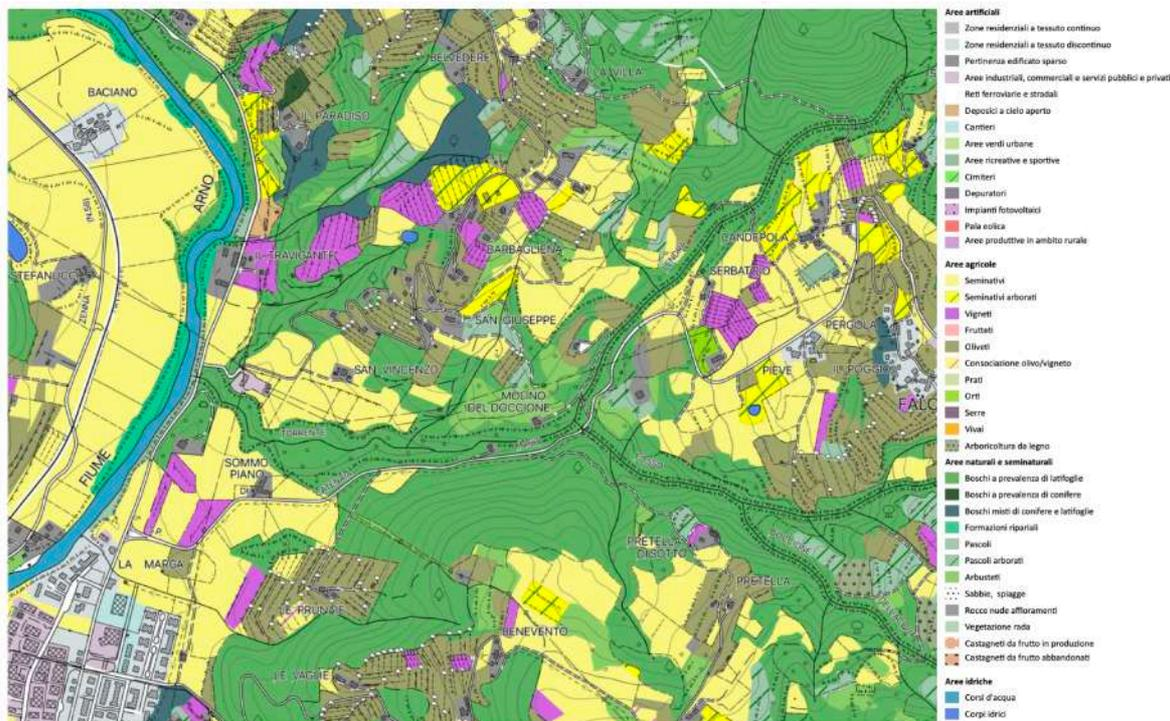 BACIANO
ARNO
STEFANUCCI
ZENNA
FIUME
BELVEDERE
IL PARADISO
LA VILLA
IL TRAVIGANTE
BARBAGLIENA
SAN GIUSEPPE
SAN VINCENZO
MOLINO
DEL DOCCIONE
TORRENTE
SOMMO
PIANO
LA MARGA
LE PRUNAIE
LE VAGLIE
BENEVENTO
PRETELLA
DI SOTTO
PRETELLA
CANDEPOLA
SERBATOIO
PERGOLA
PIEVE
IL POGGIO
FALC
Aree artificiali
Zone residenziali a tessuto continuo
Zone residenziali a tessuto discontinuo
Pertinenza edificato sparso
Aree industriali, commerciali e servizi pubblici e privati
Reti ferroviarie e stradali
Depositi a cielo aperto
Cantieri
Aree verdi urbane
Aree ricreative e sportive
Cimiteri
Depuratori
Impianti fotovoltaici
Pala eolica
Aree produttive in ambito rurale
Aree agricole
Seminativi
Seminativi arborati
Vigneti
Frutteti
Oliveti
Consociazione olivo/vigneto
Prati
Orti
Serre
Vivai
Arboricoltura da legno
Aree naturali e seminaturali
Boschi a prevalenza di latifoglie
Boschi a prevalenza di conifere
Boschi misti di conifere e latifoglie
Formazioni ripariali
Pascoli
Pascoli arborati
Arbusteti
Sabbie, spiagge
Rocce nude affioramenti
Vegetazione rada
Castagneti da frutto in produzione
Castagneti da frutto abbandonati
Aree idriche
Corsi d'acqua
Corpi idrici